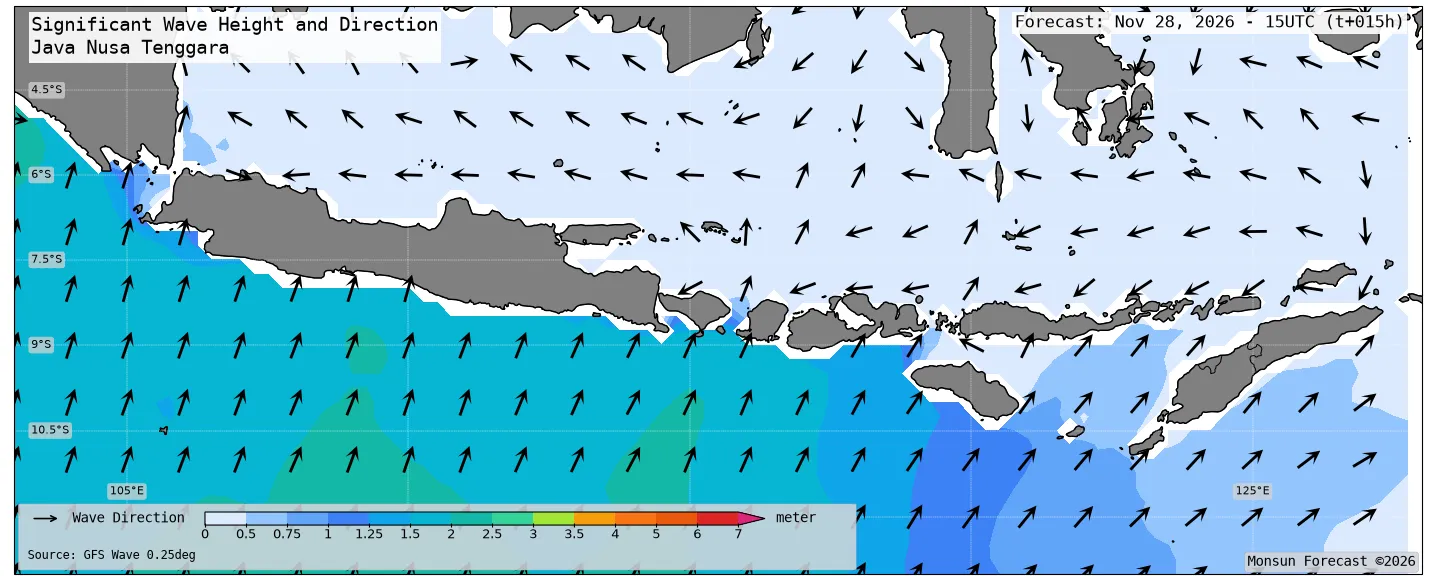 Significant Wave Height and Direction
Java Nusa Tenggara
Forecast: Nov 28, 2026 - 15UTC (t+015h)
4.5°S
6°S
7.5°S
9°S
10.5°S
105°E
125°E
Wave Direction
0 0.5 0.75 1 1.25 1.5 2 2.5 3 3.5 4 5 6 7
meter
Source: GFS Wave 0.25deg
Monsun Forecast ©2026